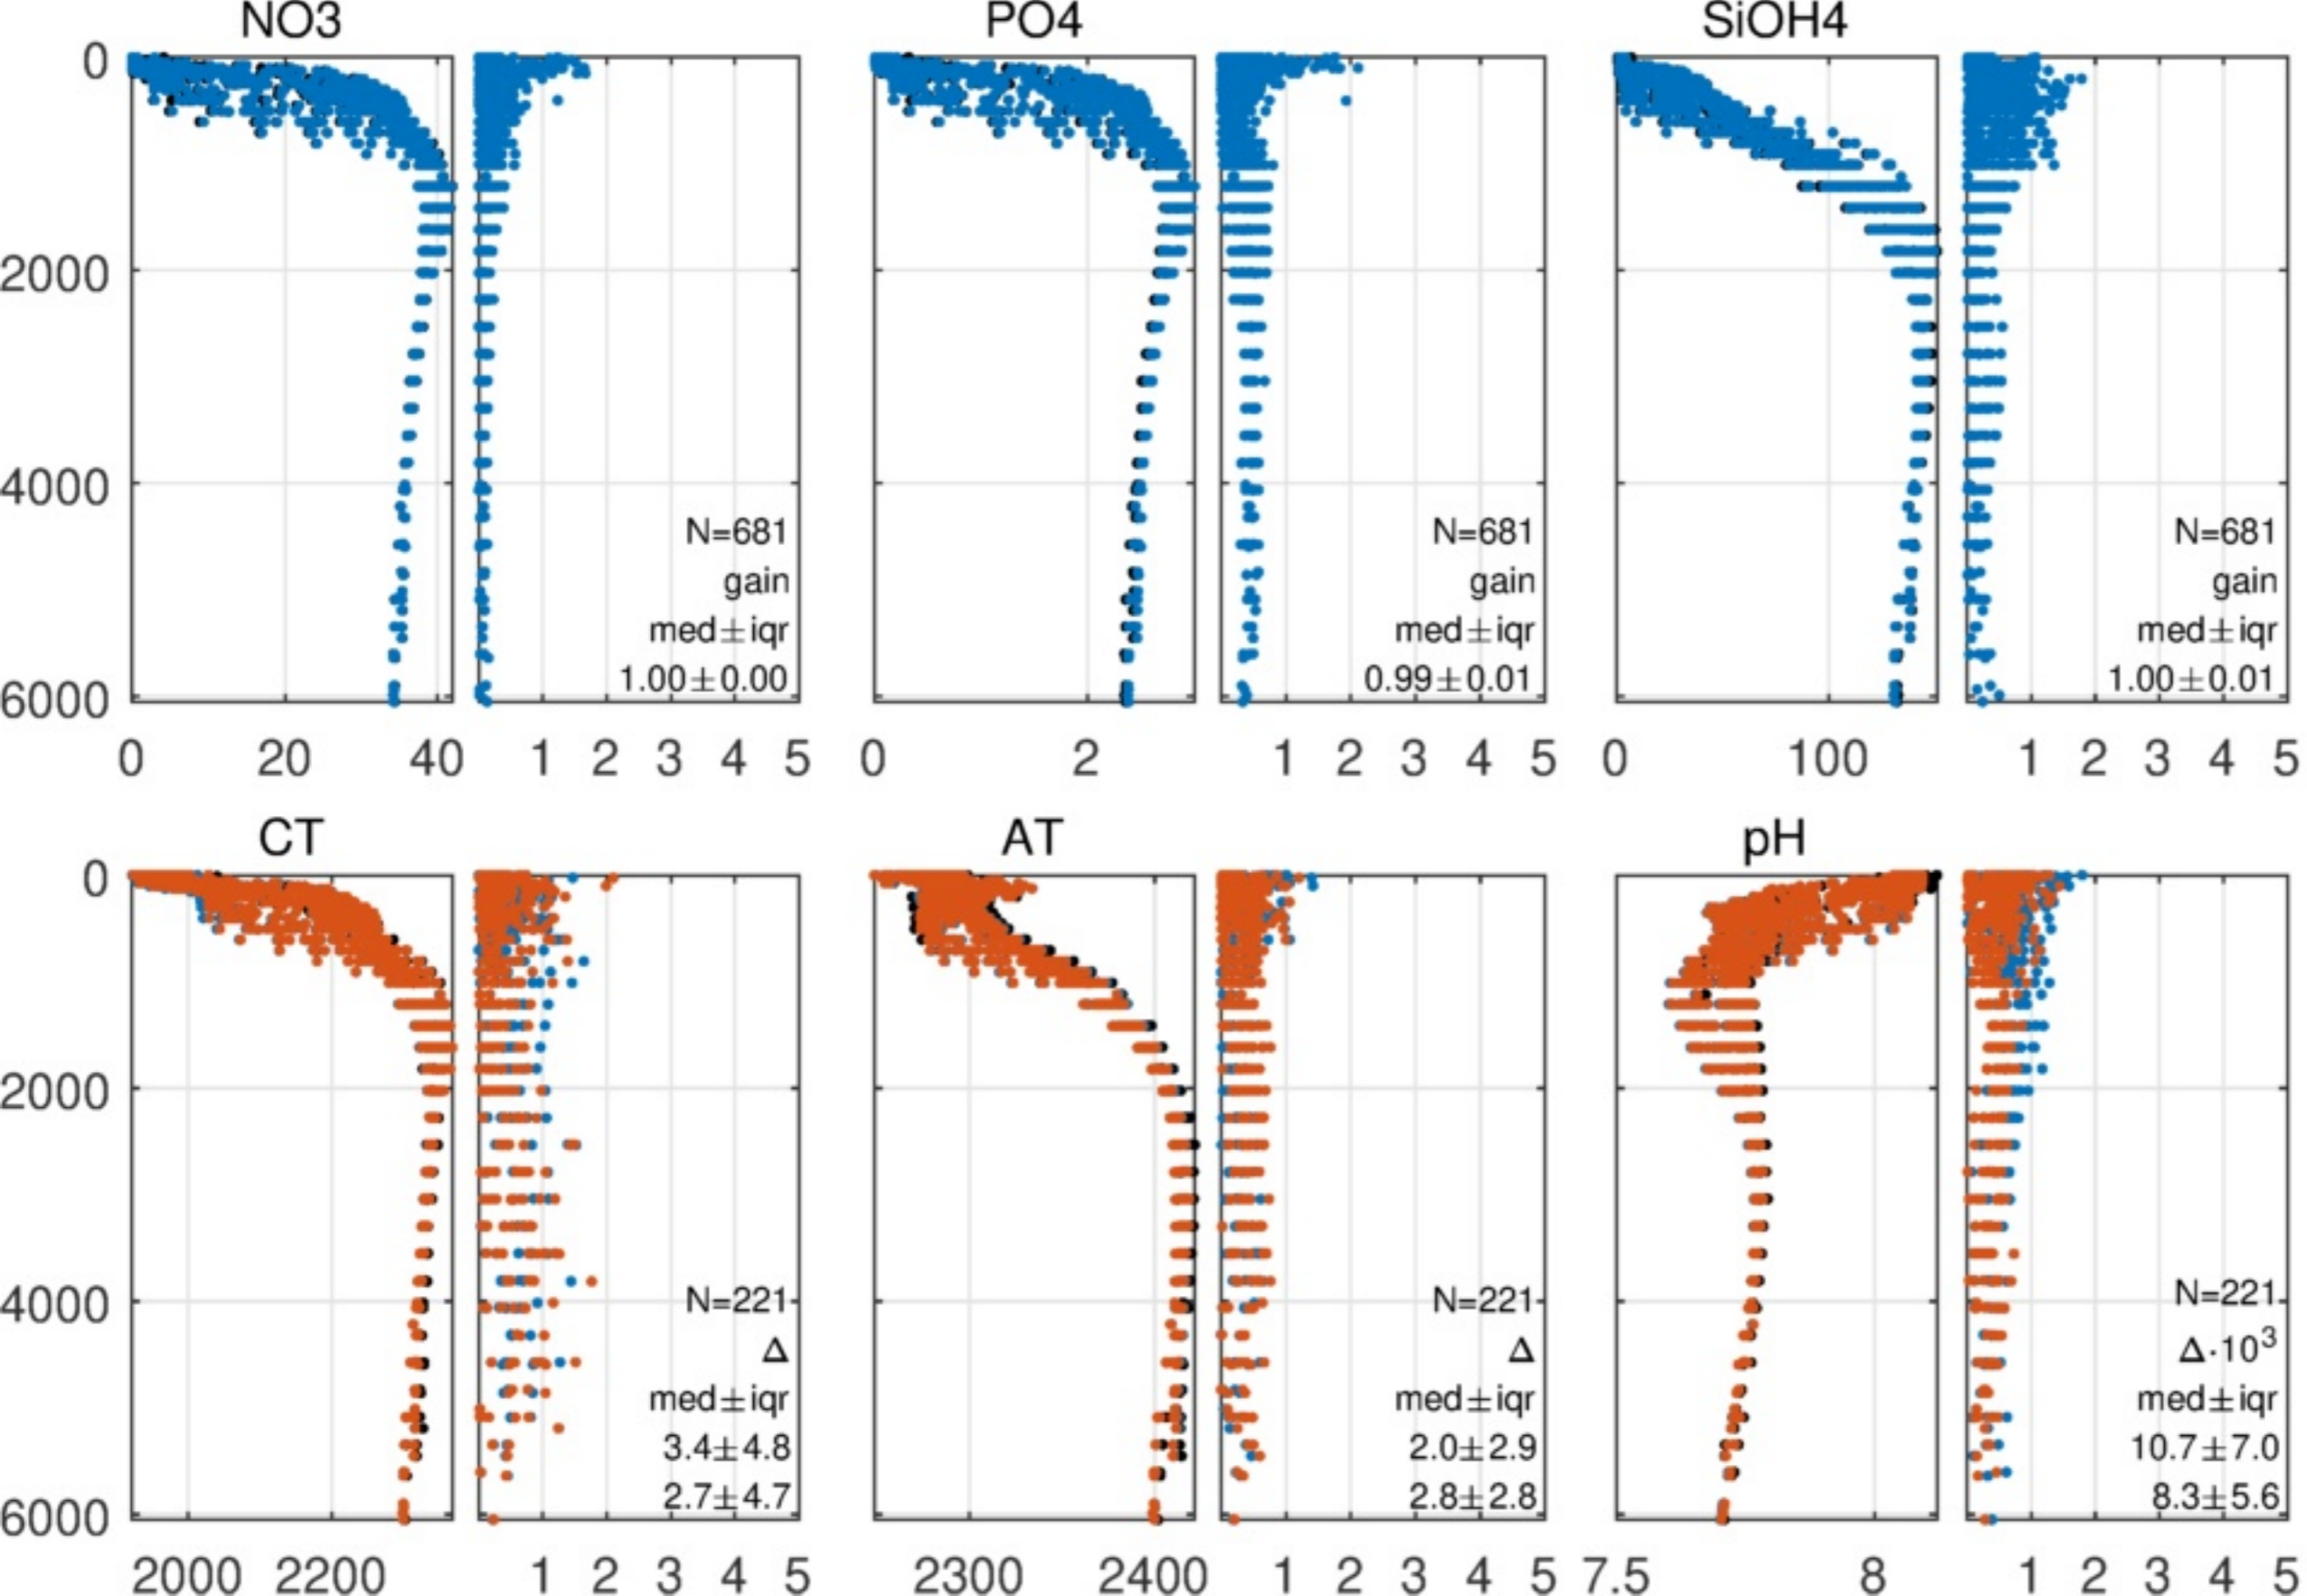 NO3
PO4
SiOH4
0
2000
4000
6000
N=681
gain
med±iqr
1.00±0.00
N=681
gain
med±iqr
0.99±0.01
N=681
gain
med±iqr
1.00±0.01
0 20 40 1 2 3 4 5 0 2 1 2 3 4 5 0 100 1 2 3 4 5
CT
AT
pH
0
2000
4000
6000
N=221
Δ
med±iqr
3.4±4.8
2.7±4.7
N=221
Δ
med±iqr
2.0±2.9
2.8±2.8
N=221
Δ·10³
med±iqr
10.7±7.0
8.3±5.6
2000 2200 1 2 3 4 5 2300 2400 1 2 3 4 5 7.5 8 1 2 3 4 5